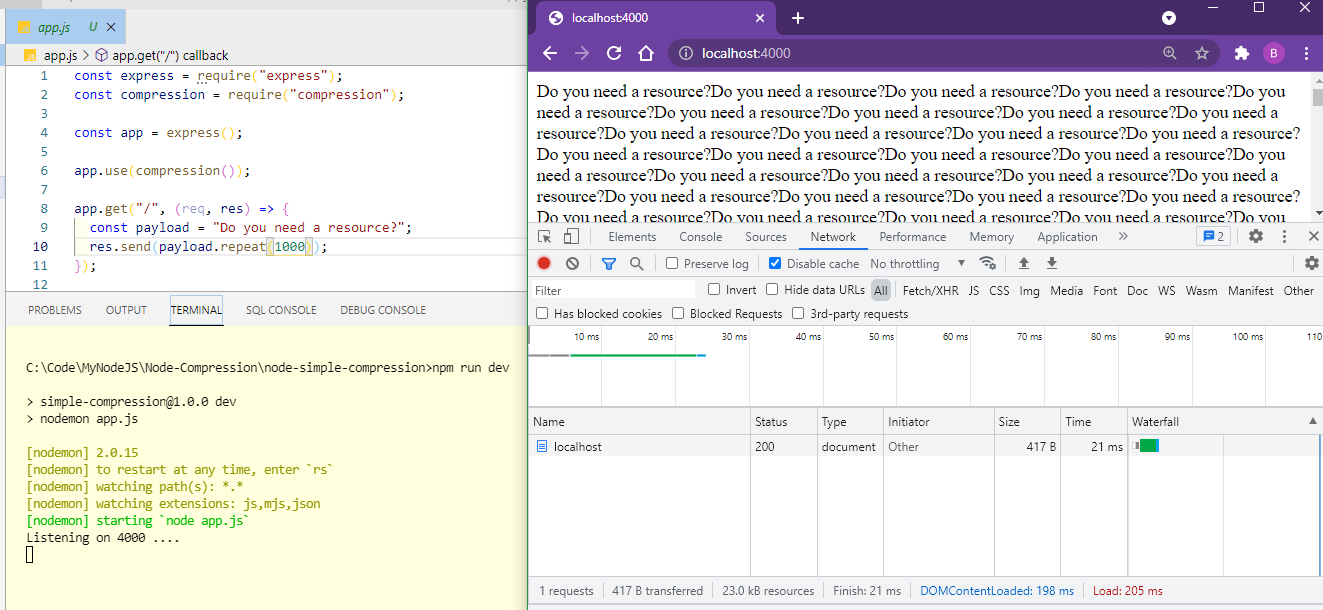 app.js U
app.js > app.get("/") callback
1 const express = require("express");
2 const compression = require("compression");
3
4 const app = express();
5
6 app.use(compression());
7
8 app.get("/", (req, res) => {
9 const payload = "Do you need a resource?";
10 res.send(payload.repeat(1000));
11 });
12
PROBLEMS OUTPUT TERMINAL SQL CONSOLE DEBUG CONSOLE
C:\Code\MyNodeJS\Node-Compression\node-simple-compression>npm run dev
> simple-compression@1.0.0 dev
> nodemon app.js
[nodemon] 2.0.15
[nodemon] to restart at any time, enter `rs`
[nodemon] watching path(s): *.*
[nodemon] watching extensions: js,mjs,json
[nodemon] starting `node app.js`
Listening on 4000 ....
localhost:4000
localhost:4000 B
Do you need a resource?Do you need a resource?Do you need a resource?Do you need a resource?Do you
need a resource?Do you need a resource?Do you need a resource?Do you need a resource?Do you need a
resource?Do you need a resource?Do you need a resource?Do you need a resource?Do you need a resource?
Do you need a resource?Do you need a resource?Do you need a resource?Do you need a resource?Do you
need a resource?Do you need a resource?Do you need a resource?Do you need a resource?Do you need a
resource?Do you need a resource?Do you need a resource?Do you need a resource?Do you need a resource?
Do you need a resource?Do you need a resource?Do you need a resource?Do you need a resource?Do you
Elements Console Sources Network Performance Memory Application » 2
Preserve log Disable cache No throttling
Filter Invert Hide data URLs All Fetch/XHR JS CSS Img Media Font Doc WS Wasm Manifest Other
Has blocked cookies Blocked Requests 3rd-party requests
10 ms 20 ms 30 ms 40 ms 50 ms 60 ms 70 ms 80 ms 90 ms 100 ms 110
Name Status Type Initiator Size Time Waterfall
localhost 200 document Other 417 B 21 ms
1 requests 417 B transferred 23.0 kB resources Finish: 21 ms DOMContentLoaded: 198 ms Load: 205 ms